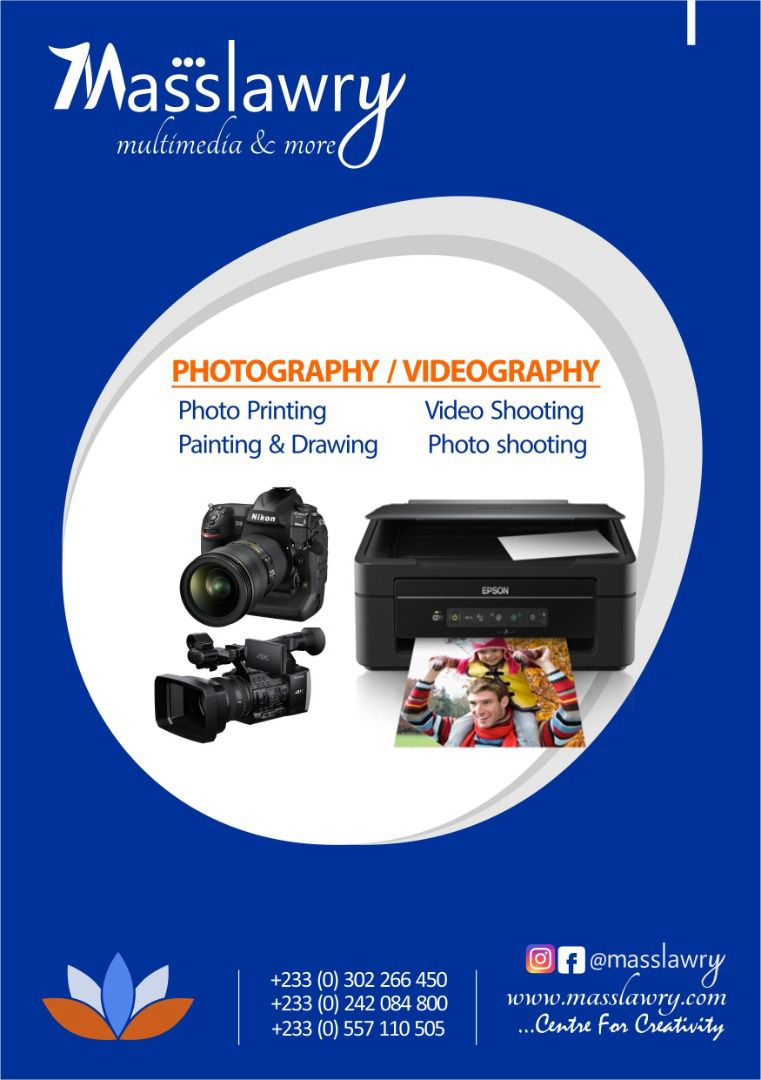 Masslawry
multimedia & more
PHOTOGRAPHY / VIDEOGRAPHY
Photo Printing Video Shooting
Painting & Drawing Photo shooting
Nikon
EPSON
4K
+233 (0) 302 266 450
+233 (0) 242 084 800
+233 (0) 557 110 505
@masslawry
www.masslawry.com
...Centre For Creativity